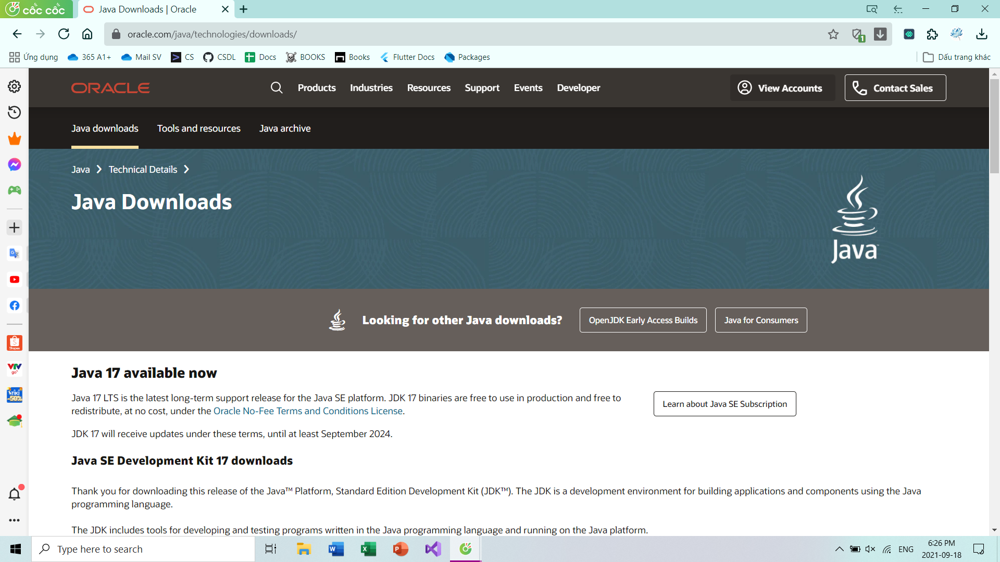 cốc cốc
Java Downloads | Oracle
oracle.com/java/technologies/downloads/
1
Ứng dụng
365 A1+
Mail SV
CS
CSDL
Docs
BOOKS
Books
Flutter Docs
Packages
Dấu trang khác
ORACLE
Products
Industries
Resources
Support
Events
Developer
View Accounts
Contact Sales
Java downloads
Tools and resources
Java archive
Java
Technical Details
Java Downloads
Java
Looking for other Java downloads?
OpenJDK Early Access Builds
Java for Consumers
Java 17 available now
Java 17 LTS is the latest long-term support release for the Java SE platform. JDK 17 binaries are free to use in production and free to
redistribute, at no cost, under the Oracle No-Fee Terms and Conditions License.
Learn about Java SE Subscription
JDK 17 will receive updates under these terms, until at least September 2024.
Java SE Development Kit 17 downloads
Thank you for downloading this release of the Java™ Platform, Standard Edition Development Kit (JDK™). The JDK is a development environment for building applications and components using the Java
programming language.
The JDK includes tools for developing and testing programs written in the Java programming language and running on the Java platform.
Shopee
VTV
go
TIKI
-50%
Type here to search
ENG
6:26 PM
2021-09-18